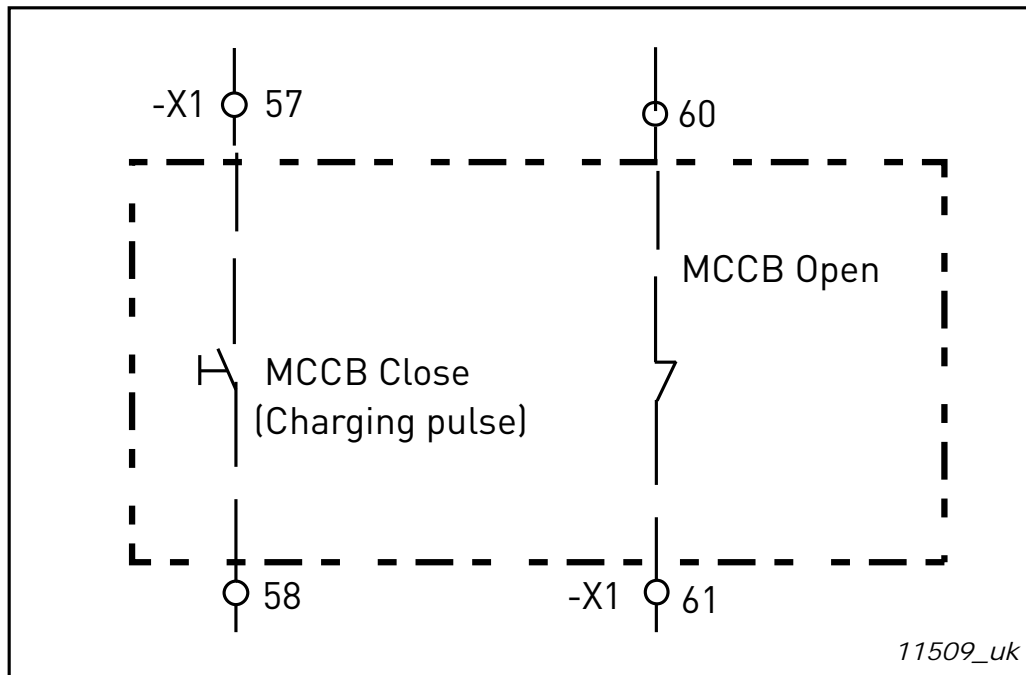 -X1 57
60
MCCB Open
MCCB Close
(Charging pulse)
58
-X1 61
11509_uk